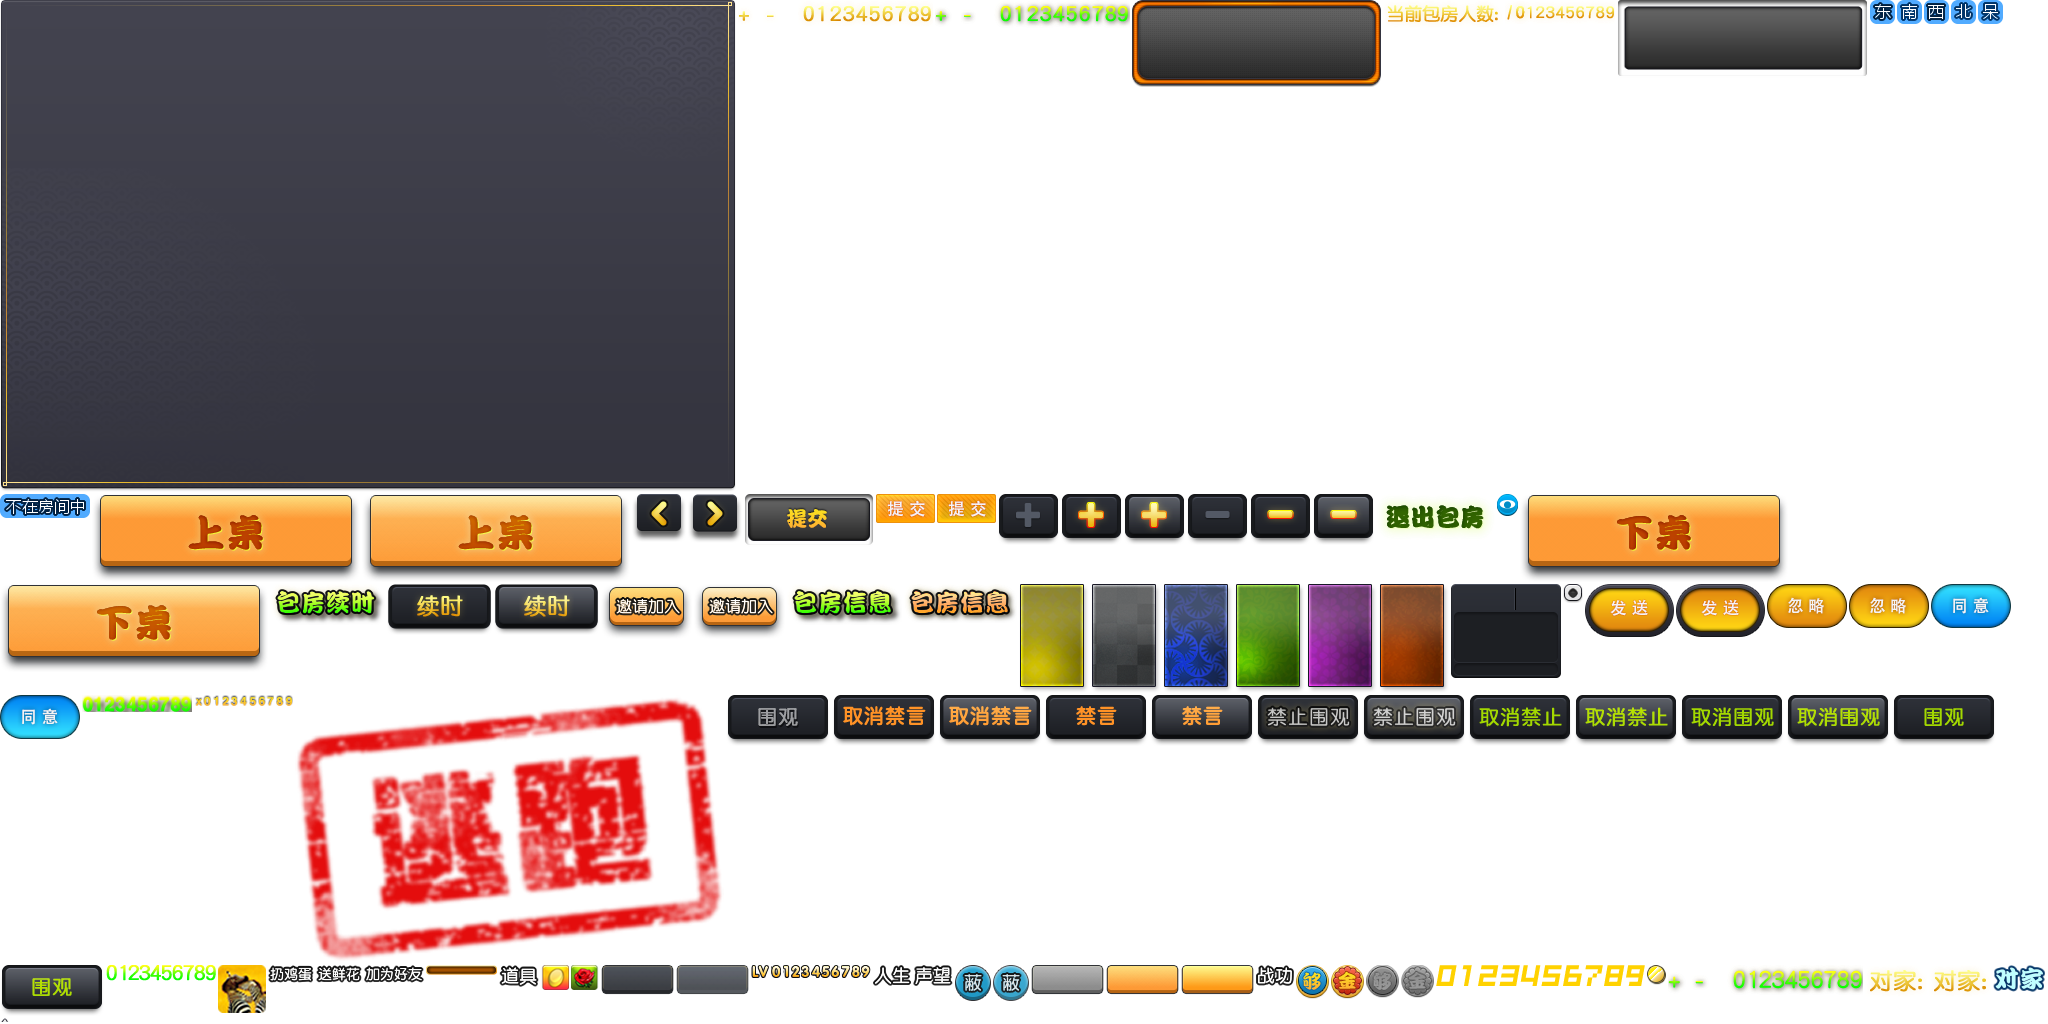 + - 0123456789 + - 0123456789 当前包房人数: /0123456789 东 南 西 北 呆
不在房间中 上桌 上桌 提交 提交 提交 + + + - - - 退出包房 下桌
下桌 包房续时 续时 续时 邀请加入 邀请加入 包房信息 包房信息 发送 发送 忽略 忽略 同意
同意 0123456789 x0123456789 围观 取消禁言 取消禁言 禁言 禁言 禁止围观 禁止围观 取消禁止 取消禁止 取消围观 取消围观 围观
逃跑
围观 0123456789 扔鸡蛋 送鲜花 加为好友 道具 LV0123456789 人生 声望 蔽 蔽 战功 够 金 够 金 0123456789 + - 0123456789 对家: 对家: 对家